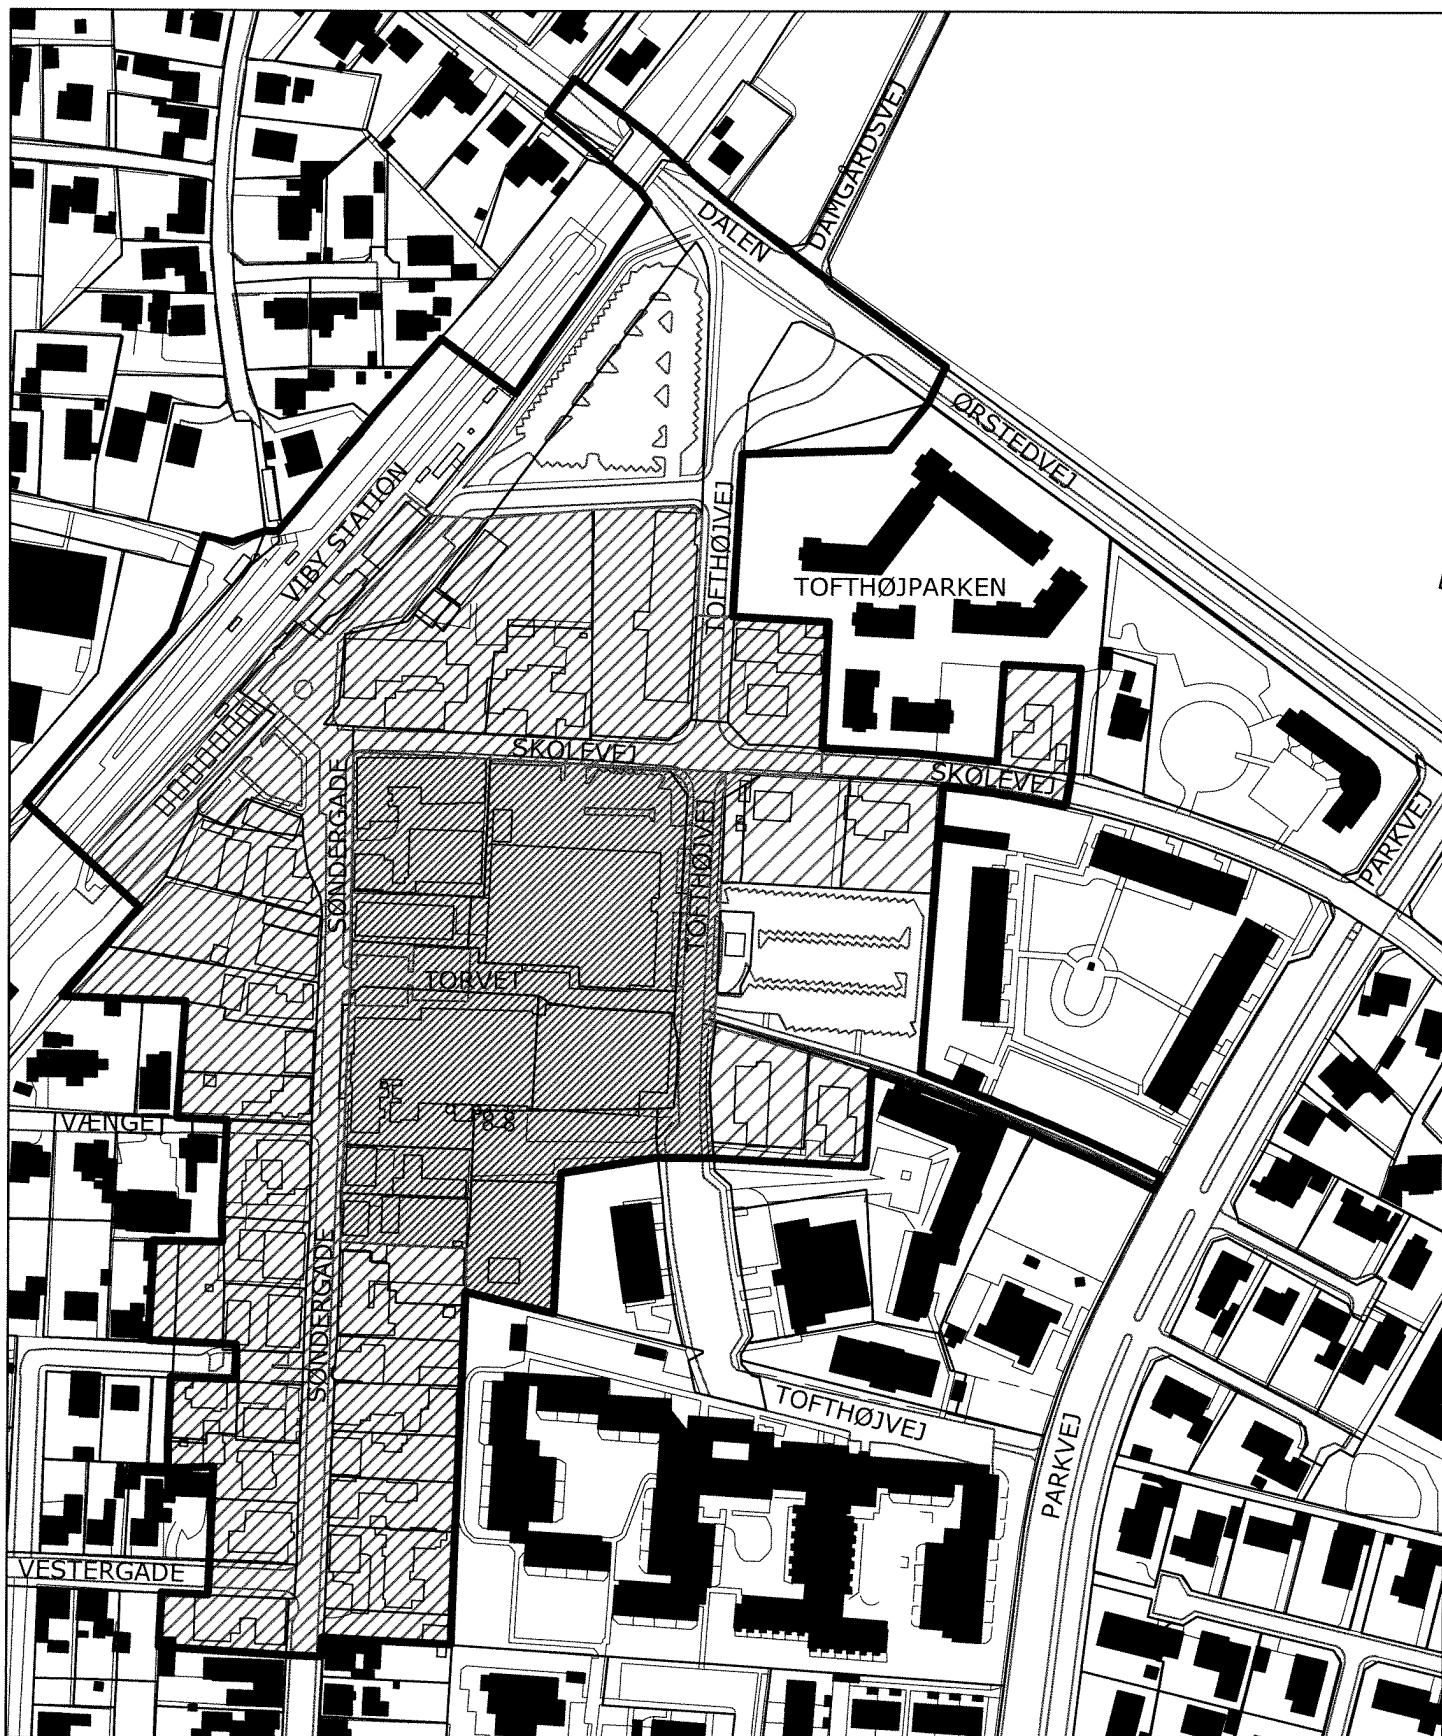 DAMGÅRDSVEJ
DALEN
ØRSTEDVEJ
VIBY STATION
TOFTHØJVEJ
TOFTHØJPARKEN
SKOLEVEJ
SKOLEVEJ
SØNDERGADE
TOFTHØJVEJ
PARKVEJ
TORVET
VÆNGET
SØNDERGADE
TOFTHØJVEJ
PARKVEJ
VESTERGADE